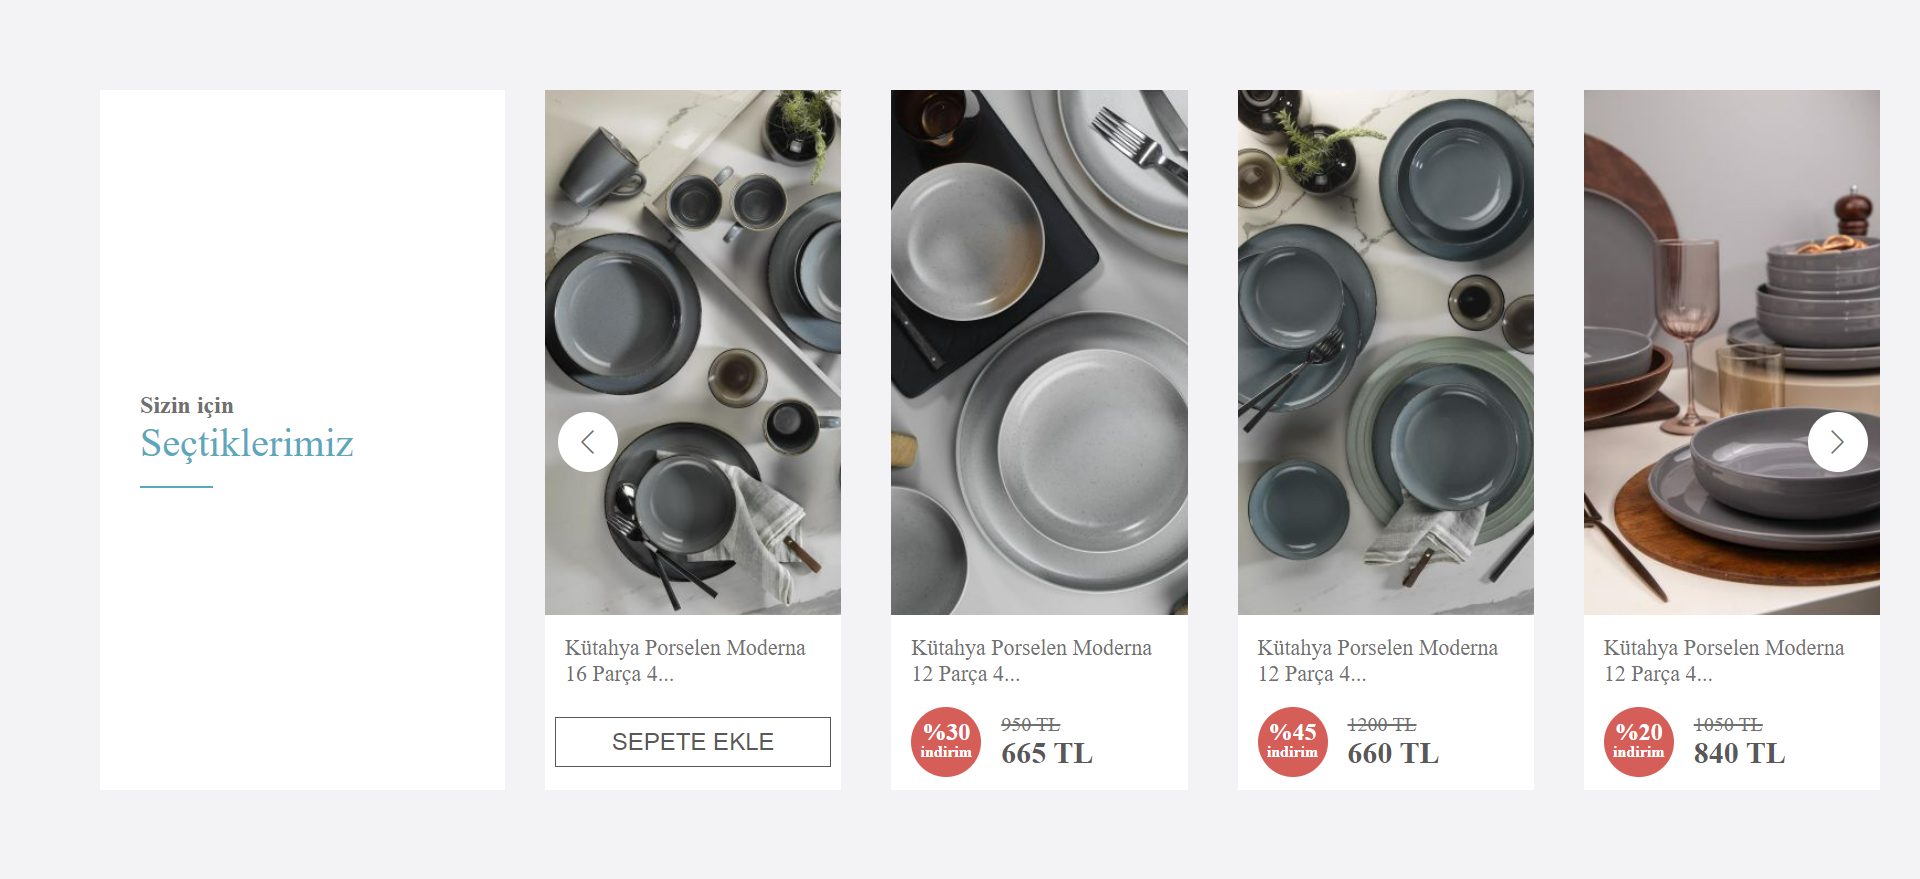 Sizin için
Seçtiklerimiz
Kütahya Porselen Moderna
16 Parça 4...
SEPETE EKLE
Kütahya Porselen Moderna
12 Parça 4...
%30
indirim
950 TL
665 TL
Kütahya Porselen Moderna
12 Parça 4...
%45
indirim
1200 TL
660 TL
Kütahya Porselen Moderna
12 Parça 4...
%20
indirim
1050 TL
840 TL